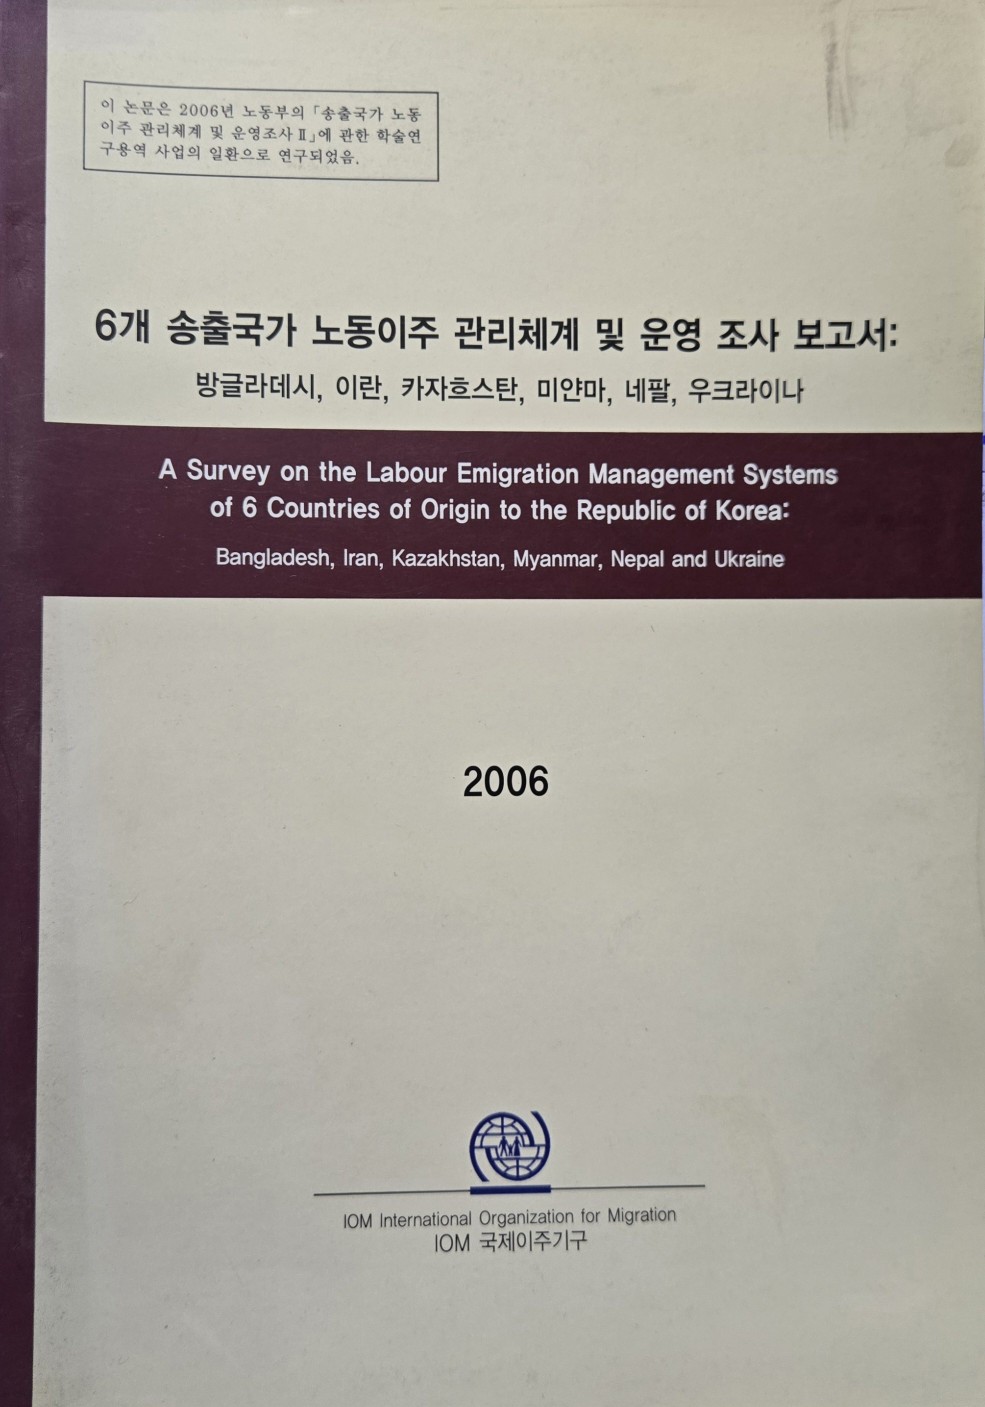 이 논문은 2006년 노동부의 「송출국가 노동
이주 관리체계 및 운영조사 Ⅱ」에 관한 학술연
구용역 사업의 일환으로 연구되었음.
6개 송출국가 노동이주 관리체계 및 운영 조사 보고서:
방글라데시, 이란, 카자흐스탄, 미얀마, 네팔, 우크라이나
A Survey on the Labour Emigration Management Systems
of 6 Countries of Origin to the Republic of Korea:
Bangladesh, Iran, Kazakhstan, Myanmar, Nepal and Ukraine
2006
IOM International Organization for Migration
IOM 국제이주기구